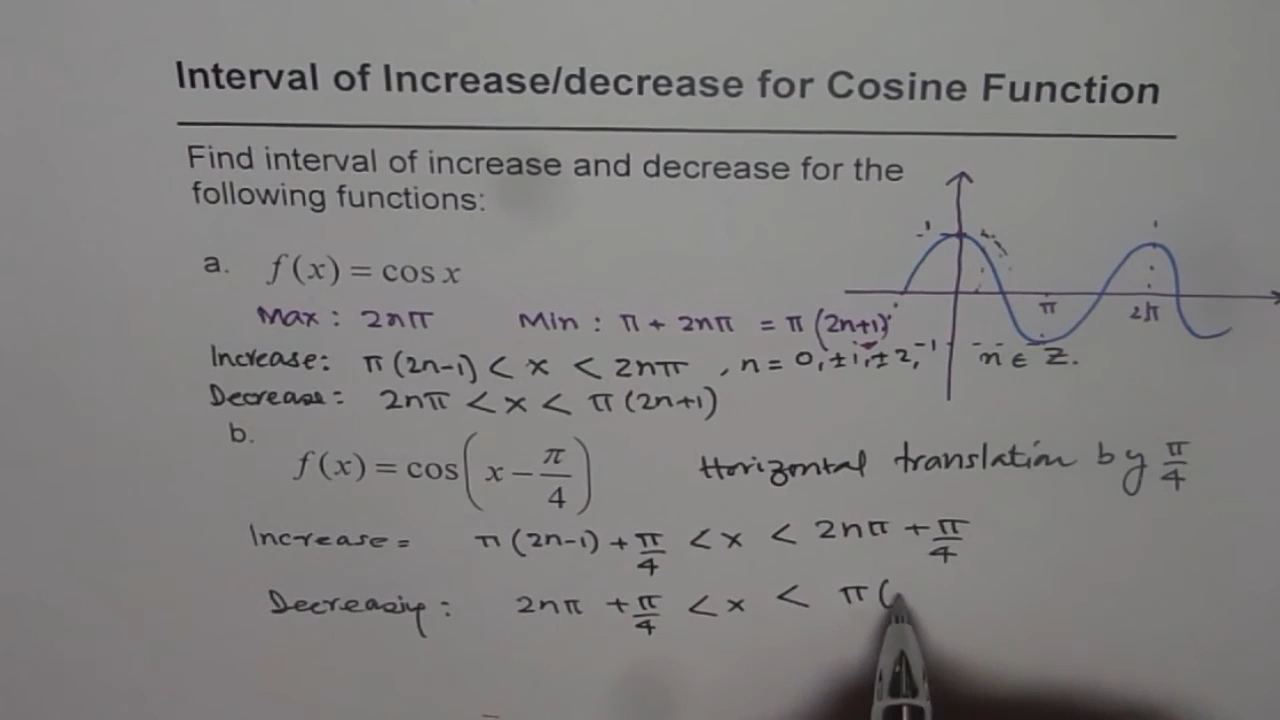 Interval of Increase/decrease for Cosine Function
Find interval of increase and decrease for the
following functions:
a. f(x) = cos x
Max : 2nπ Min : π + 2nπ = π(2n+1)
Increase: π(2n-1) < x < 2nπ , n = 0, ±1, ±2, n ∈ Z.
Decrease: 2nπ < x < π(2n+1)
-1
π
2π
-1
b.
f(x) = cos(x - π/4) Horizontal translation by π/4
Increase = π(2n-1) + π/4 < x < 2nπ + π/4
Decreasing : 2nπ + π/4 < x < π(